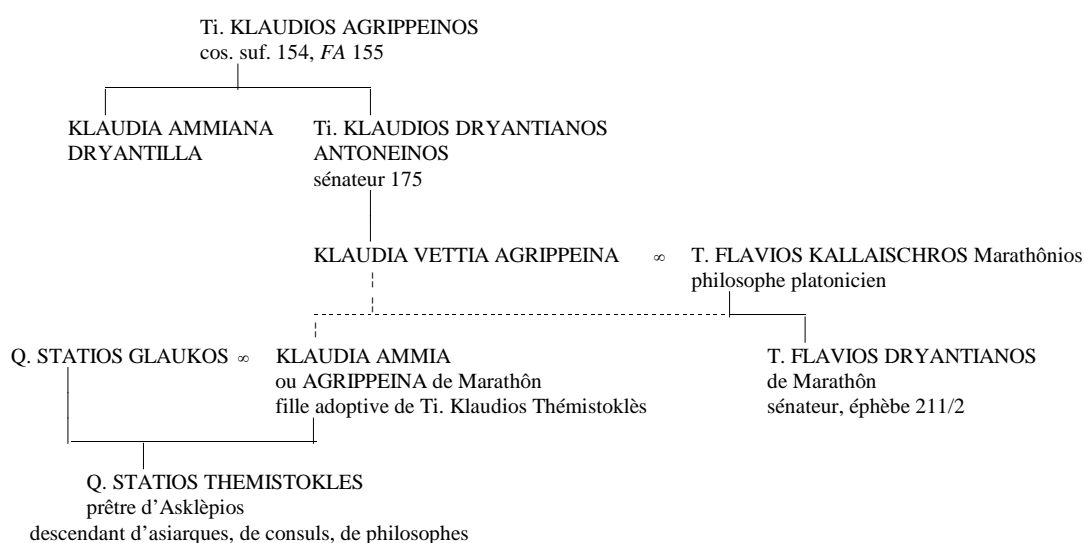 Ti. KLAUDIOS AGRIPPEINOS
cos. suf. 154, FA 155
KLAUDIA AMMIANA
DRYANTILLA
Ti. KLAUDIOS DRYANTIANOS
ANTONEINOS
sénateur 175
KLAUDIA VETTIA AGRIPPEINA ∞ T. FLAVIOS KALLAISCHROS Marathônios
philosophe platonicien
Q. STATIOS GLAUKOS ∞ KLAUDIA AMMIA
ou AGRIPPEINA de Marathôn
fille adoptive de Ti. Klaudios Thémistoklès
T. FLAVIOS DRYANTIANOS
de Marathôn
sénateur, éphèbe 211/2
Q. STATIOS THEMISTOKLES
prêtre d'Asklèpios
descendant d'asiarques, de consuls, de philosophes